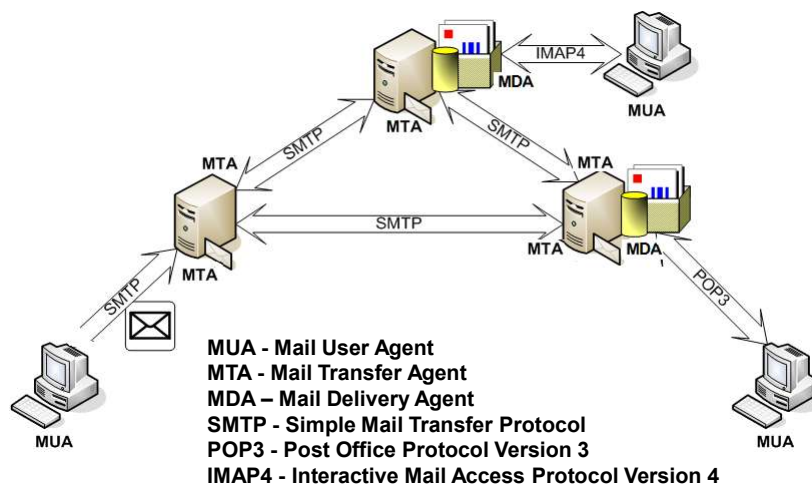 IMAP4
MDA
MUA
MTA
SMTP
SMTP
MTA
MTA
SMTP
MTA
MTA
MDA
SMTP
POP3
MUA
MUA
MUA - Mail User Agent
MTA - Mail Transfer Agent
MDA – Mail Delivery Agent
SMTP - Simple Mail Transfer Protocol
POP3 - Post Office Protocol Version 3
IMAP4 - Interactive Mail Access Protocol Version 4